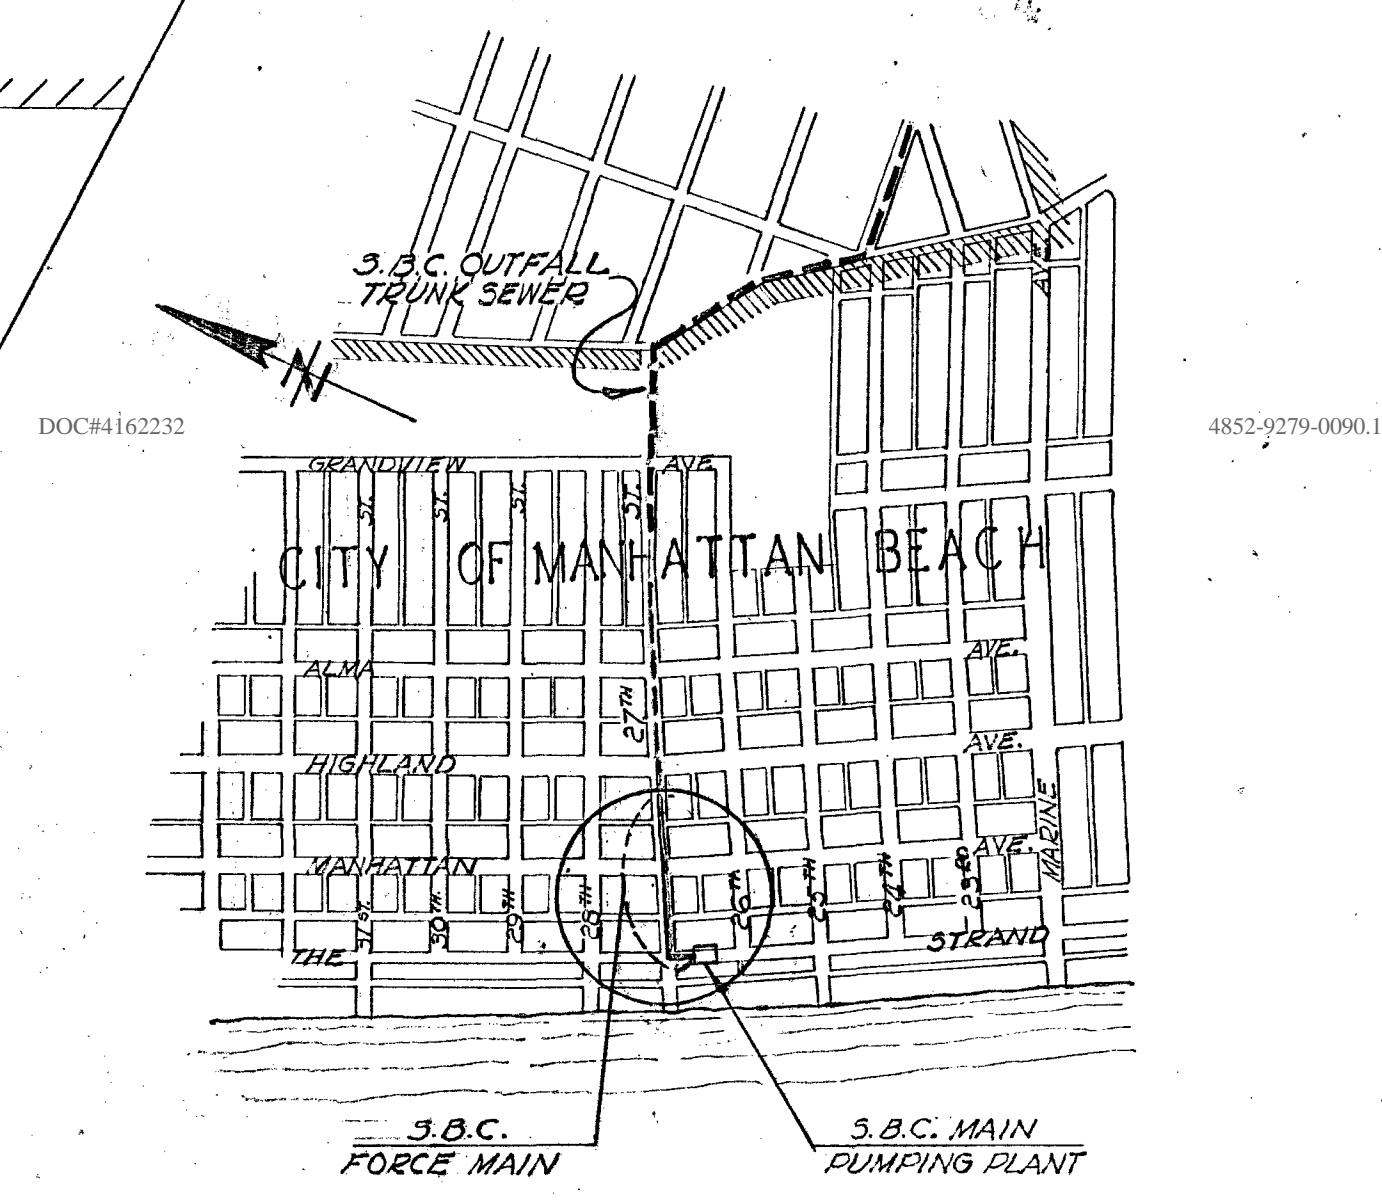 S.B.C. OUTFALL
TRUNK SEWER
AVE.
N
DOC#4162232
4852-9279-0090.1
GRANDVIEW AVE
ST. ST. ST. ST.
CITY OF MANHATTAN BEACH
ALMA AVE.
27TH
HIGHLAND AVE.
MARINE
MANHATTAN AVE.
31ST. 30TH. 29TH 28TH 26TH 25TH 24TH 23RD
THE STRAND
S.B.C.
FORCE MAIN
S.B.C. MAIN
PUMPING PLANT